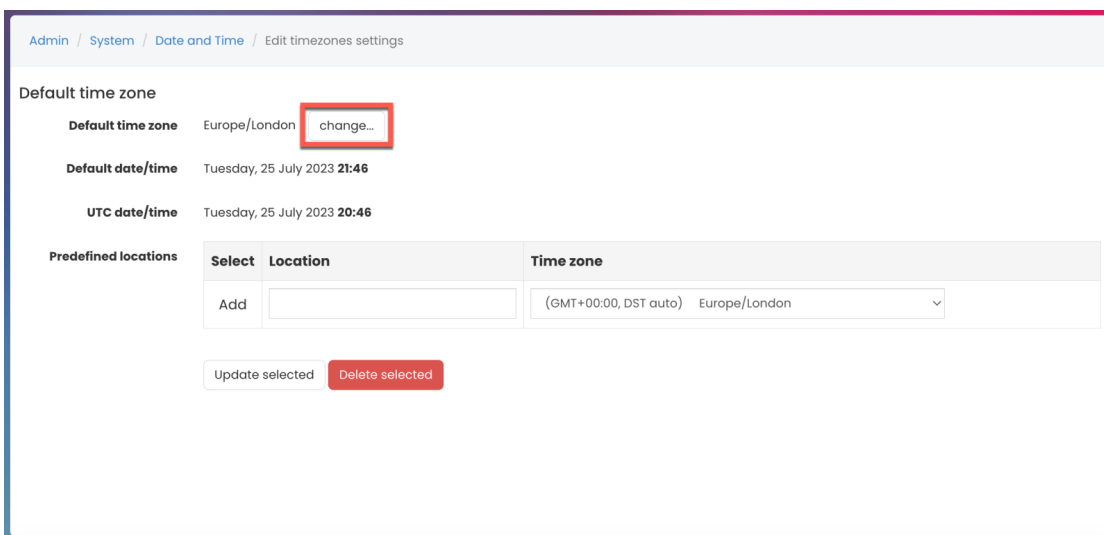 Admin / System / Date and Time / Edit timezones settings
Default time zone
Default time zone Europe/London change...
Default date/time Tuesday, 25 July 2023 21:46
UTC date/time Tuesday, 25 July 2023 20:46
Predefined locations Select Location Time zone
Add (GMT+00:00, DST auto) Europe/London
Update selected Delete selected